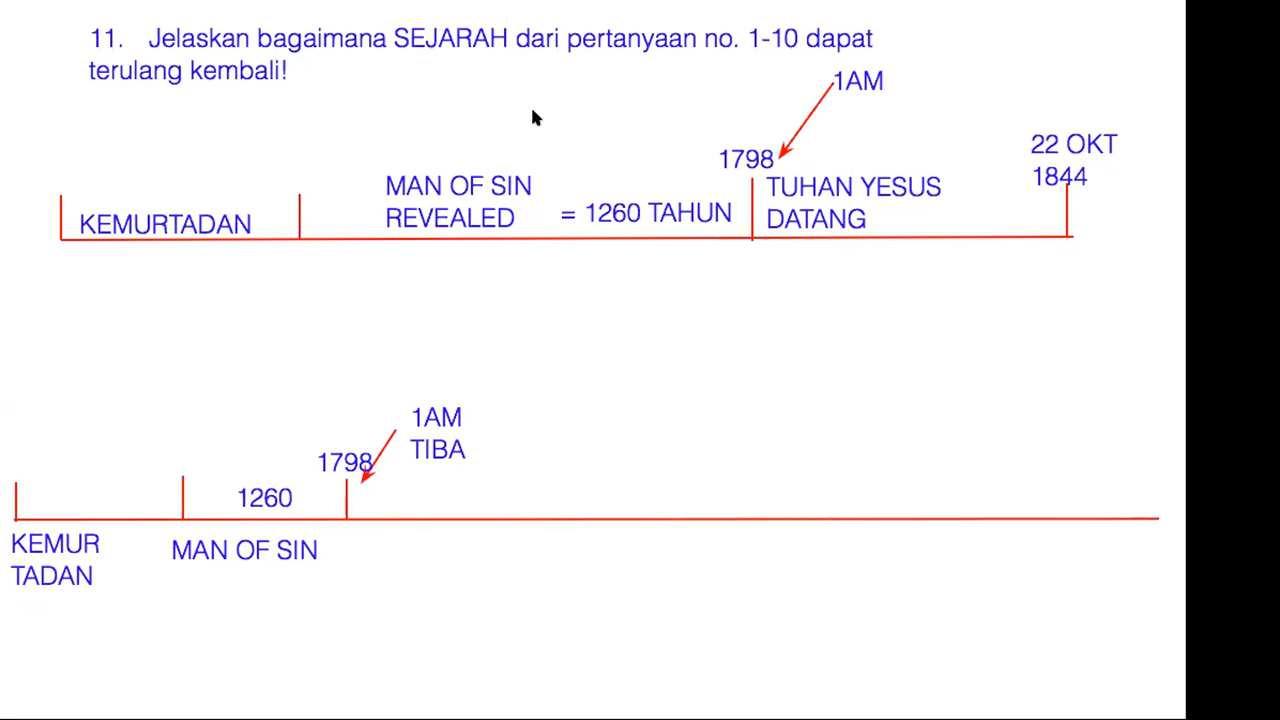 11. Jelaskan bagaimana SEJARAH dari pertanyaan no. 1-10 dapat
terulang kembali!
1AM
22 OKT
1844
1798
MAN OF SIN
REVEALED
= 1260 TAHUN
TUHAN YESUS
DATANG
KEMURTADAN
1AM
TIBA
1798
1260
KEMUR
TADAN
MAN OF SIN